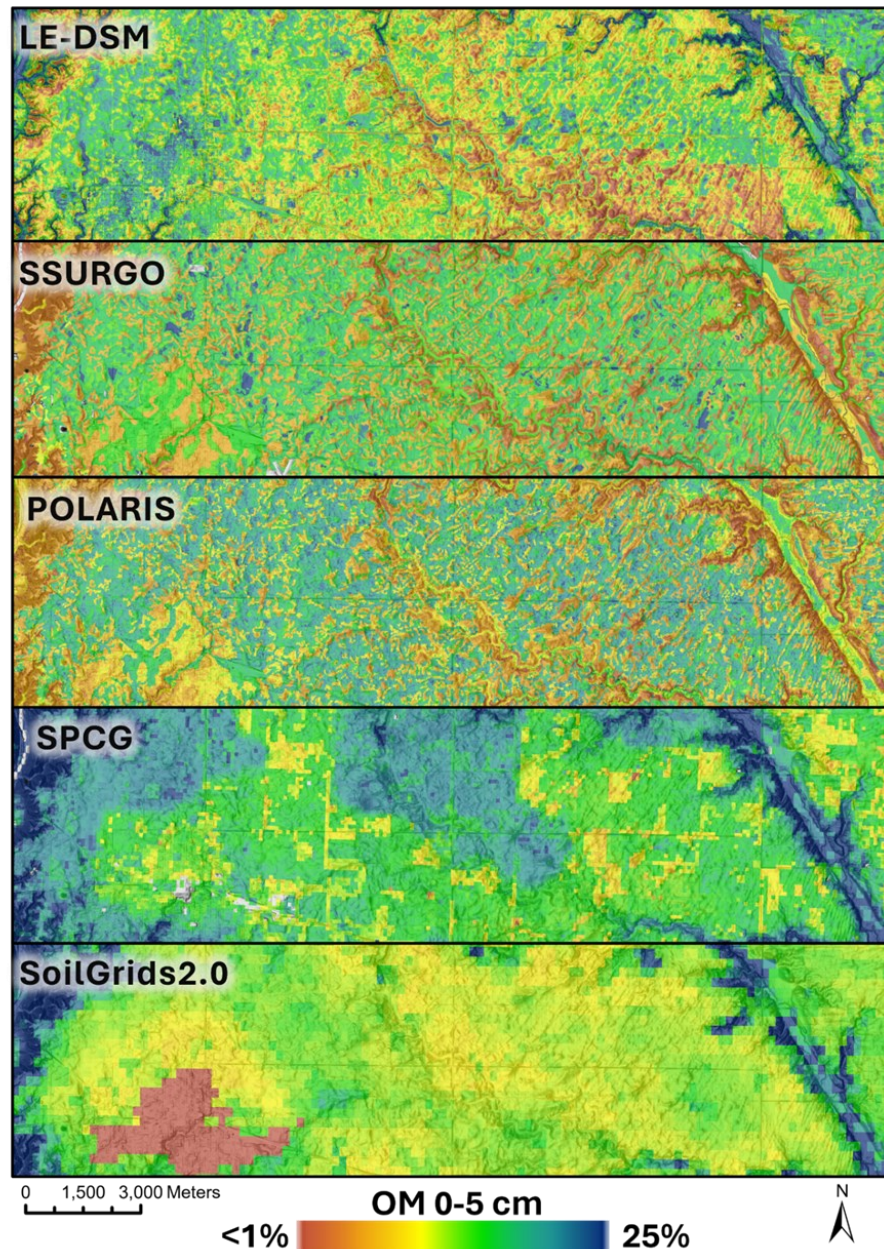 LE-DSM
SSURGO
POLARIS
SPCG
SoilGrids2.0
0 1,500 3,000 Meters
N
OM 0-5 cm
<1% 25%